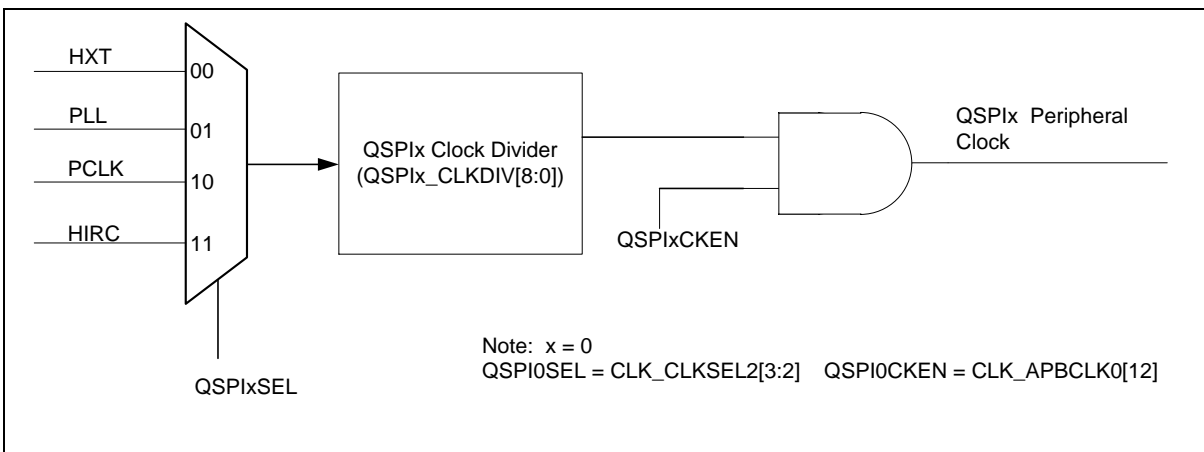 HXT
00
PLL
01
PCLK
10
HIRC
11
QSPIxSEL
QSPIx Clock Divider
(QSPIx_CLKDIV[8:0])
QSPIxCKEN
QSPIx Peripheral
Clock
Note: x = 0
QSPI0SEL = CLK_CLKSEL2[3:2] QSPI0CKEN = CLK_APBCLK0[12]